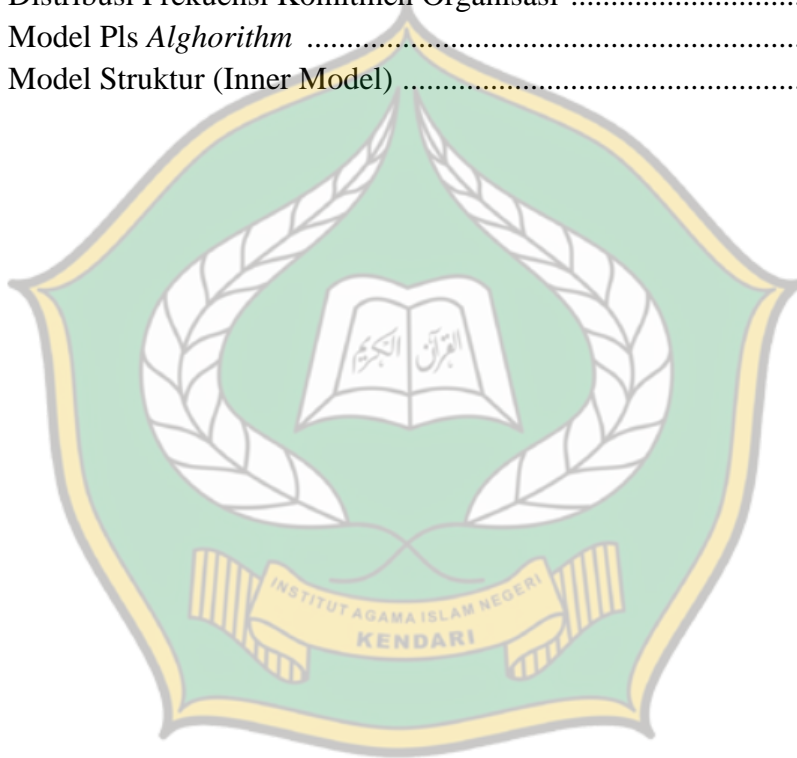 Distribusi Frekuensi Komitmen Organisasi ............................
Model Pls Alghorithm ..............................................................
Model Struktur (Inner Model) ..................................................
القرآن الكريم
INSTITUT AGAMA ISLAM NEGERI
KENDARI